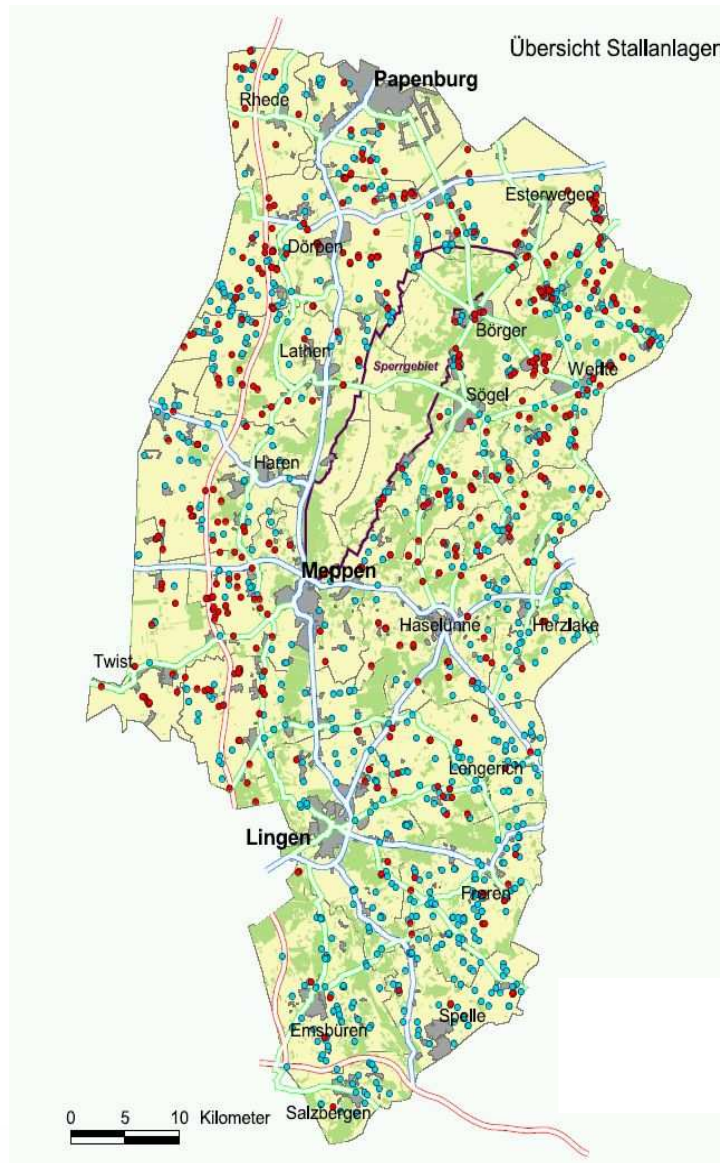 Übersicht Stallanlagen
Papenburg
Rhede
Esterwegen
Dörpen
Börger
Lathen
Sperrgebiet
Werlte
Sögel
Haren
Meppen
Haselünne
Herzlake
Twist
Lengerich
Lingen
Freren
Spelle
Emsbüren
0 5 10 Kilometer
Salzbergen